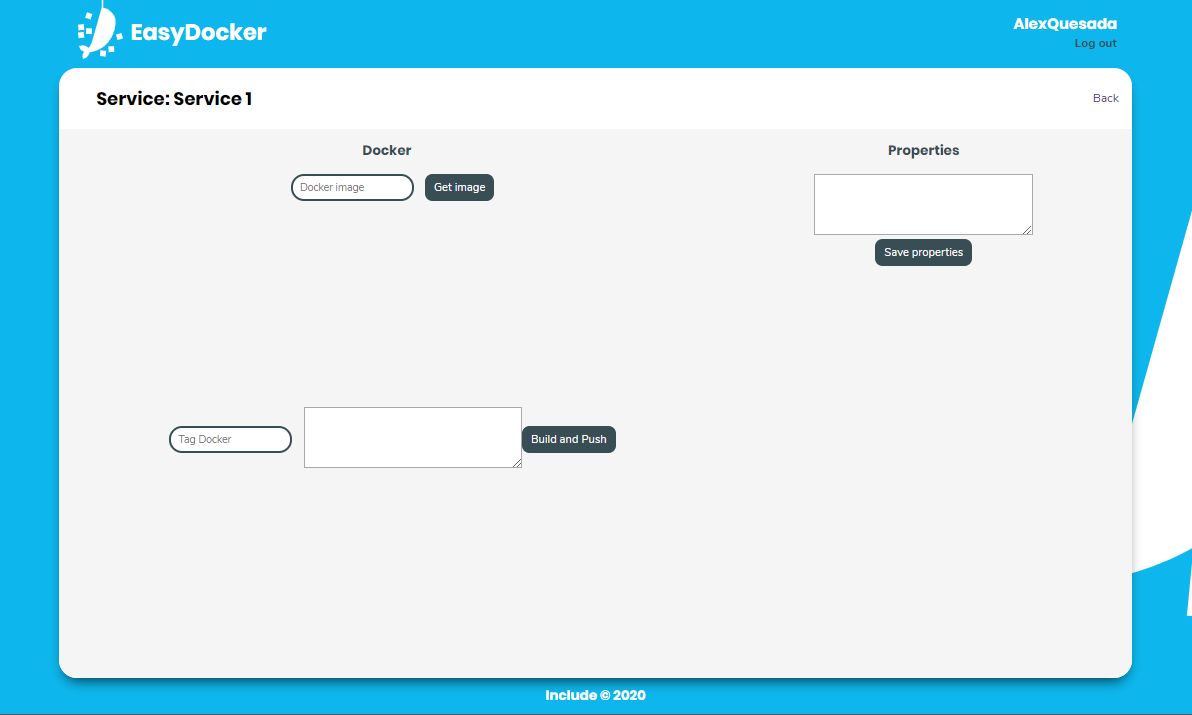 EasyDocker
AlexQuesada
Log out
Service: Service 1
Back
Docker
Properties
Docker image
Get image
Save properties
Tag Docker
Build and Push
Include © 2020